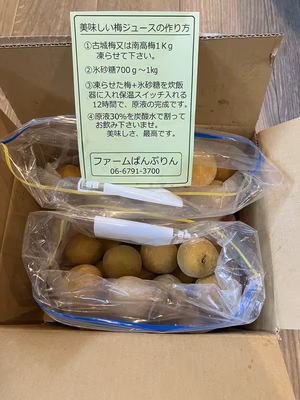 美味しい梅ジュースの作り方
①古城梅又は南高梅1Kg
凍らせて下さい。
②氷砂糖700g～1kg
③凍らせた梅+氷砂糖を炊飯
器に入れ保温スイッチ入れる
12時間で、原液の完成です。
④原液30%を炭酸水で割って
お飲み下さいませ。
美味しさ、最高です。
ファームばんぶりん
06-6791-3700